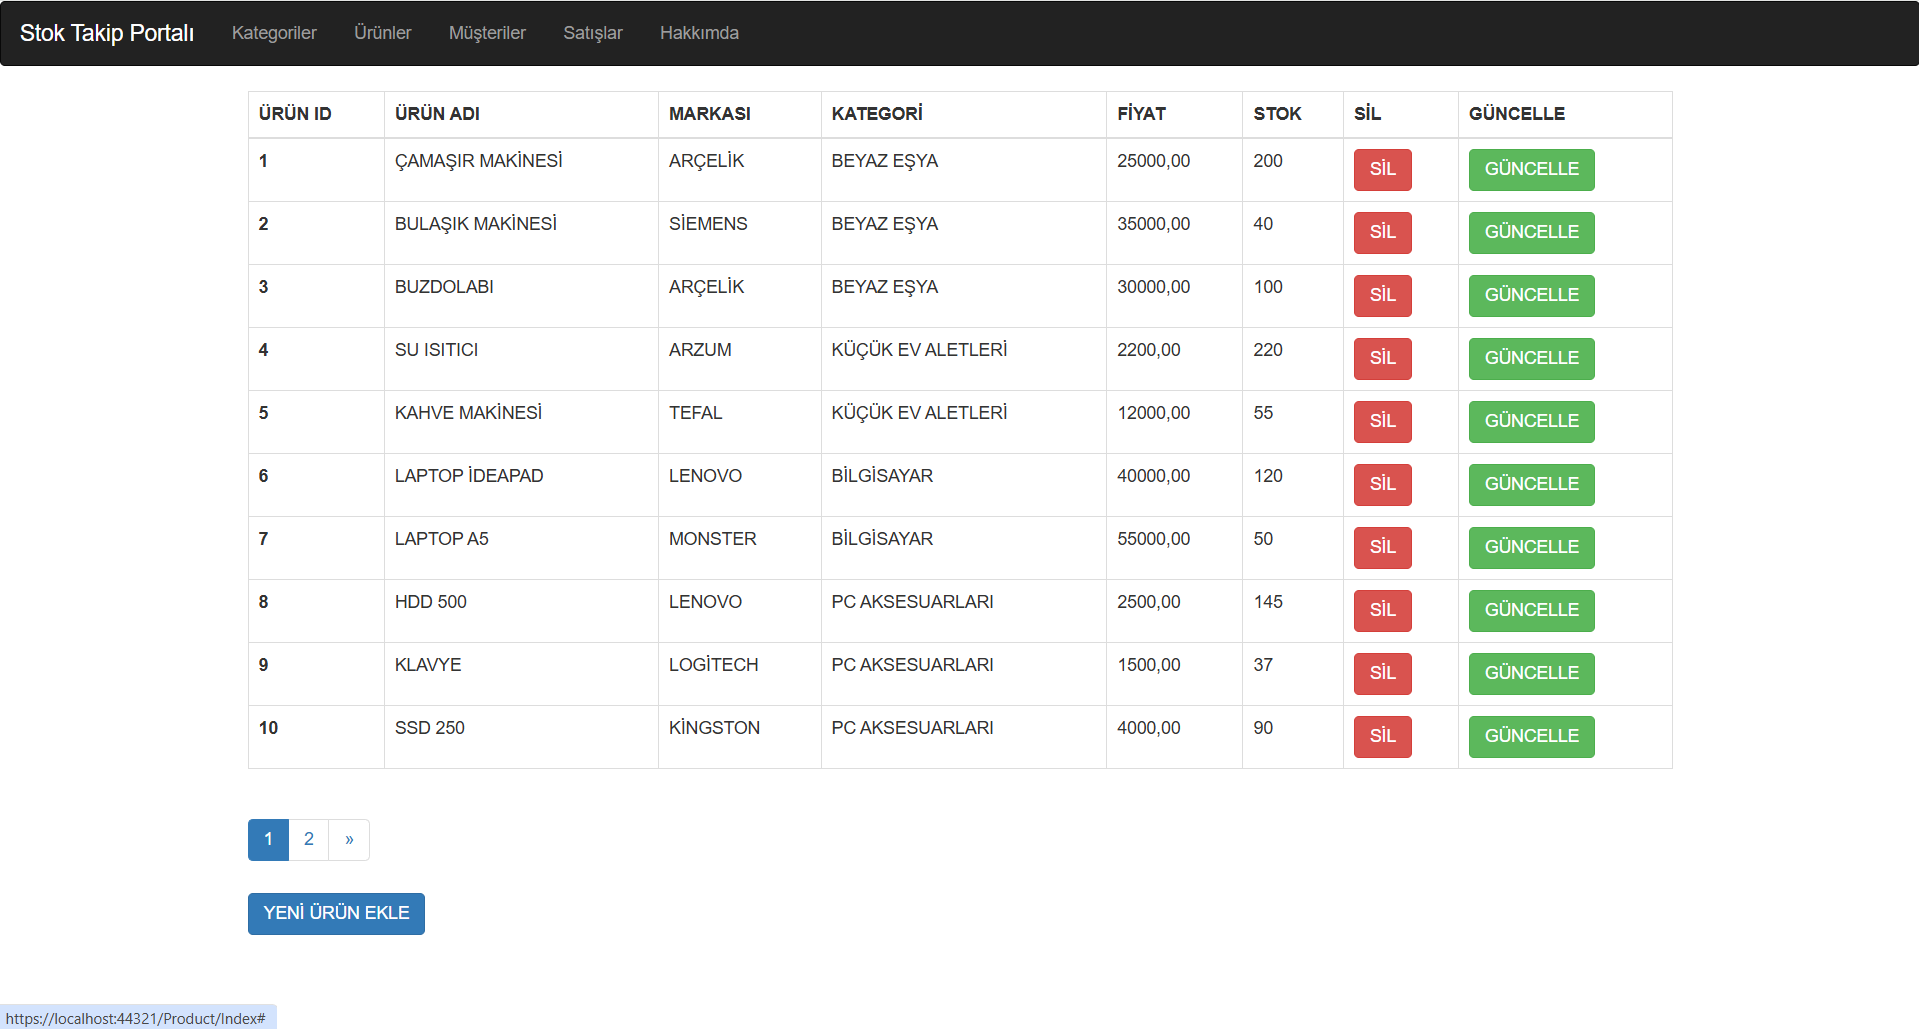 Stok Takip Portalı Kategoriler Ürünler Müşteriler Satışlar Hakkımda
ÜRÜN ID ÜRÜN ADI MARKASI KATEGORİ FİYAT STOK SİL GÜNCELLE
1 ÇAMAŞIR MAKİNESİ ARÇELİK BEYAZ EŞYA 25000,00 200 SİL GÜNCELLE
2 BULAŞIK MAKİNESİ SİEMENS BEYAZ EŞYA 35000,00 40 SİL GÜNCELLE
3 BUZDOLABI ARÇELİK BEYAZ EŞYA 30000,00 100 SİL GÜNCELLE
4 SU ISITICI ARZUM KÜÇÜK EV ALETLERİ 2200,00 220 SİL GÜNCELLE
5 KAHVE MAKİNESİ TEFAL KÜÇÜK EV ALETLERİ 12000,00 55 SİL GÜNCELLE
6 LAPTOP İDEAPAD LENOVO BİLGİSAYAR 40000,00 120 SİL GÜNCELLE
7 LAPTOP A5 MONSTER BİLGİSAYAR 55000,00 50 SİL GÜNCELLE
8 HDD 500 LENOVO PC AKSESUARLARI 2500,00 145 SİL GÜNCELLE
9 KLAVYE LOGİTECH PC AKSESUARLARI 1500,00 37 SİL GÜNCELLE
10 SSD 250 KİNGSTON PC AKSESUARLARI 4000,00 90 SİL GÜNCELLE
1 2 »
YENİ ÜRÜN EKLE
https://localhost:44321/Product/Index#